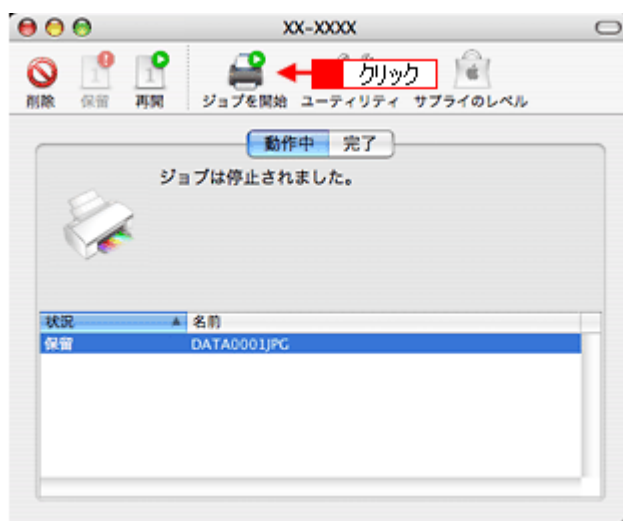 XX-XXXX
クリック
削除 保留 再開 ジョブを開始 ユーティリティ サプライのレベル
動作中 完了
ジョブは停止されました。
状況 名前
保留 DATA0001JPG